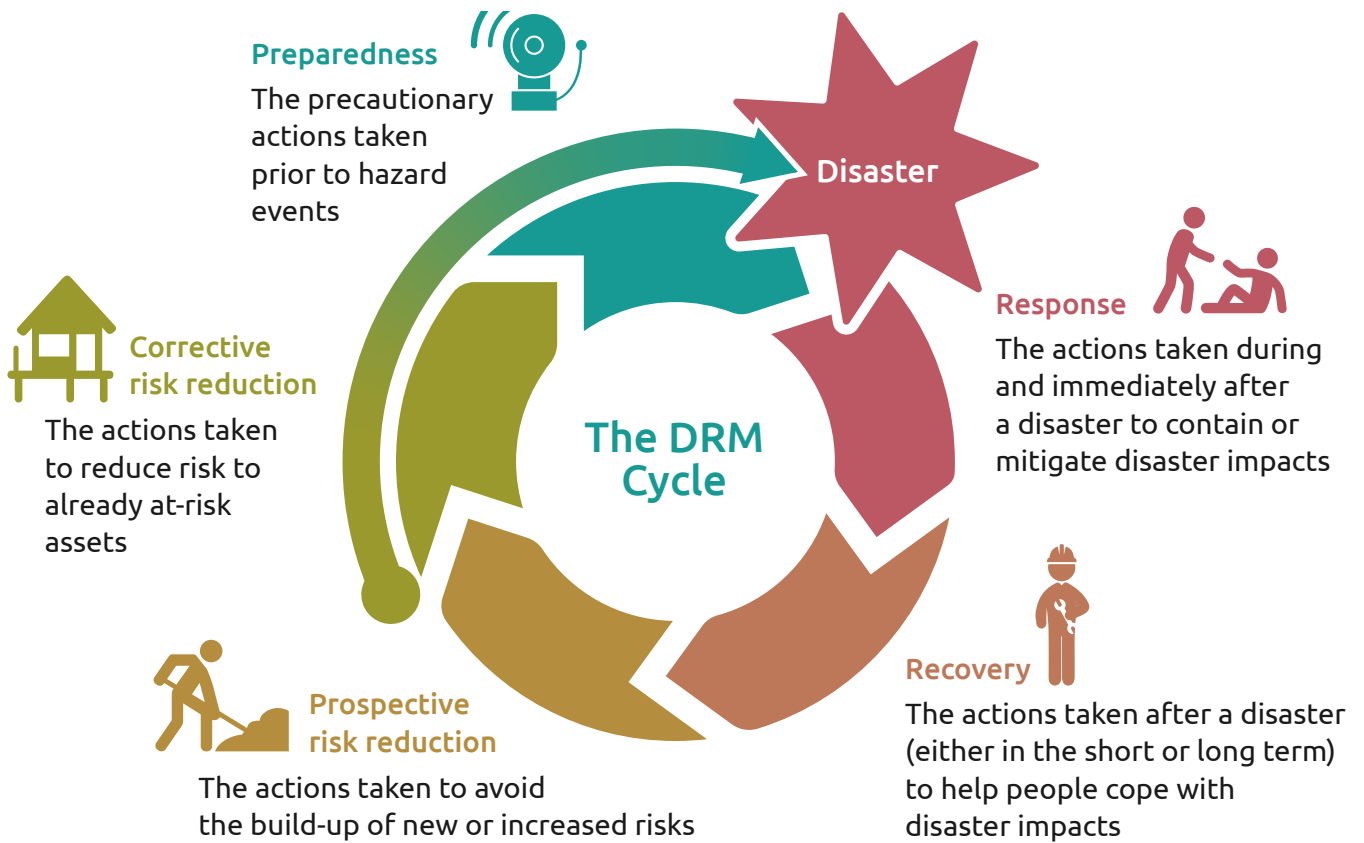 Preparedness
The precautionary
actions taken
prior to hazard
events
Disaster
Response
The actions taken during
and immediately after
a disaster to contain or
mitigate disaster impacts
Corrective
risk reduction
The actions taken
to reduce risk to
already at-risk
assets
The DRM
Cycle
Recovery
The actions taken after a disaster
(either in the short or long term)
to help people cope with
disaster impacts
Prospective
risk reduction
The actions taken to avoid
the build-up of new or increased risks